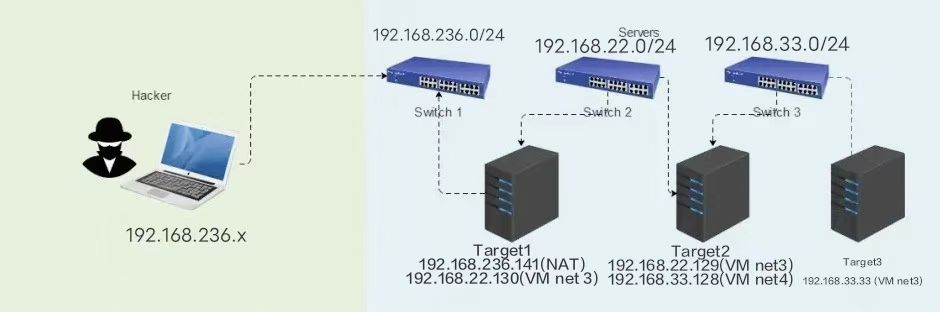 Servers
192.168.236.0/24
192.168.22.0/24
192.168.33.0/24
Hacker
Switch 1
Switch 2
Switch 3
192.168.236.x
Target1
192.168.236.141(NAT)
192.168.22.130(VM net 3)
Target2
192.168.22.129(VM net3)
192.168.33.128(VM net4)
Target3
192.168.33.33 (VM net3)